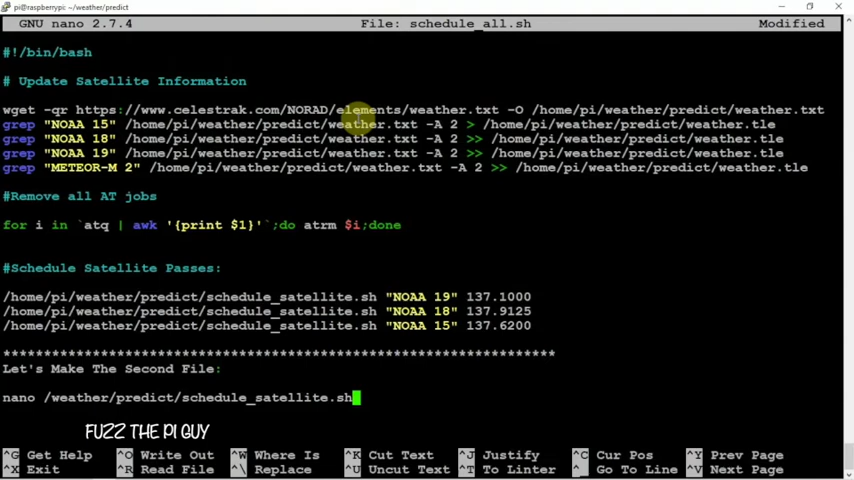 pi@raspberrypi: ~/weather/predict
GNU nano 2.7.4 File: schedule_all.sh Modified
#!/bin/bash
# Update Satellite Information
wget -qr https://www.celestrak.com/NORAD/elements/weather.txt -O /home/pi/weather/predict/weather.txt
grep "NOAA 15" /home/pi/weather/predict/weather.txt -A 2 > /home/pi/weather/predict/weather.tle
grep "NOAA 18" /home/pi/weather/predict/weather.txt -A 2 >> /home/pi/weather/predict/weather.tle
grep "NOAA 19" /home/pi/weather/predict/weather.txt -A 2 >> /home/pi/weather/predict/weather.tle
grep "METEOR-M 2" /home/pi/weather/predict/weather.txt -A 2 >> /home/pi/weather/predict/weather.tle
#Remove all AT jobs
for i in `atq | awk '{print $1}'`;do atrm $i;done
#Schedule Satellite Passes:
/home/pi/weather/predict/schedule_satellite.sh "NOAA 19" 137.1000
/home/pi/weather/predict/schedule_satellite.sh "NOAA 18" 137.9125
/home/pi/weather/predict/schedule_satellite.sh "NOAA 15" 137.6200
********************************************************************
Let's Make The Second File:
nano /weather/predict/schedule_satellite.sh
FUZZ THE PI GUY
^G Get Help ^O Write Out ^W Where Is ^K Cut Text ^J Justify ^C Cur Pos ^Y Prev Page
^X Exit ^R Read File ^\ Replace ^U Uncut Text ^T To Linter ^_ Go To Line ^V Next Page